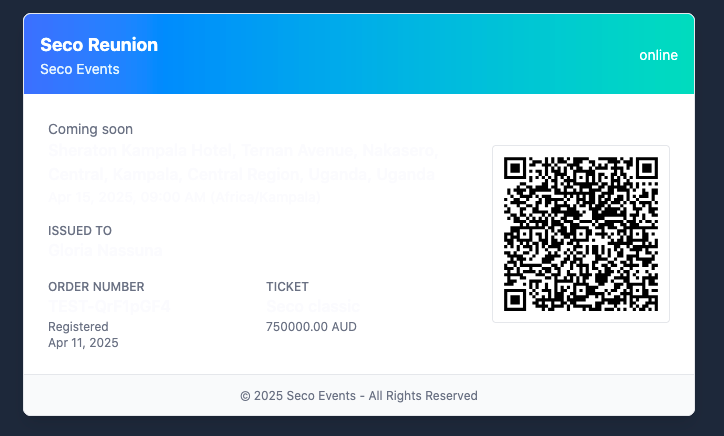 Seco Reunion
Seco Events
online
Coming soon
Sheraton Kampala Hotel, Ternan Avenue, Nakasero,
Central, Kampala, Central Region, Uganda, Uganda
Apr 18, 2025, 09:00 AM (Africa/Kampala)
ISSUED TO
Gloria Nassuna
ORDER NUMBER
TICKET
Seco classic
Registered
750000.00 AUD
Apr 11, 2025
© 2025 Seco Events - All Rights Reserved